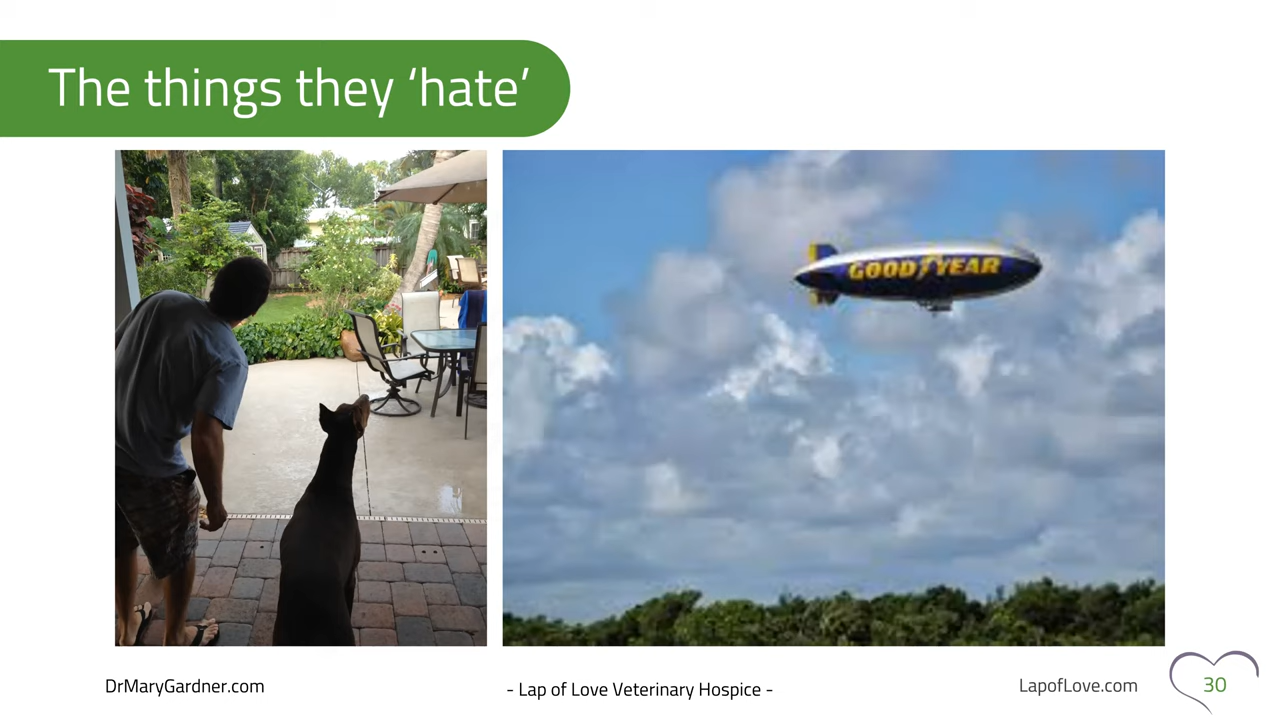 The things they ‘hate’
GOODYEAR
DrMaryGardner.com
- Lap of Love Veterinary Hospice -
LapofLove.com
30